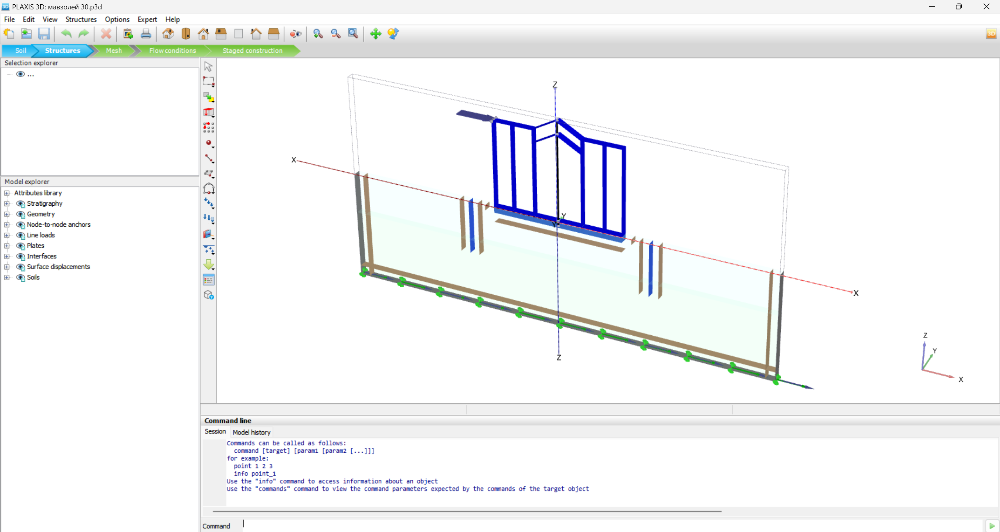 PLAXIS 3D: мавзолей 30.p3d
File Edit View Structures Options Expert Help
3D
Soil Structures Mesh Flow conditions Staged construction
Selection explorer
...
Model explorer
Attributes library
Stratigraphy
Geometry
Node-to-node anchors
Line loads
Plates
Interfaces
Surface displacements
Soils
Z
X
Y
Y
X
Z
Z
Y
X
Command line
Session Model history
Commands can be called as follows:
command [target] [param1 [param2 [...]]]
for example:
point 1 2 3
info point_1
Use the "info" command to access information about an object
Use the "commands" command to view the command parameters expected by the commands of the target object
Command